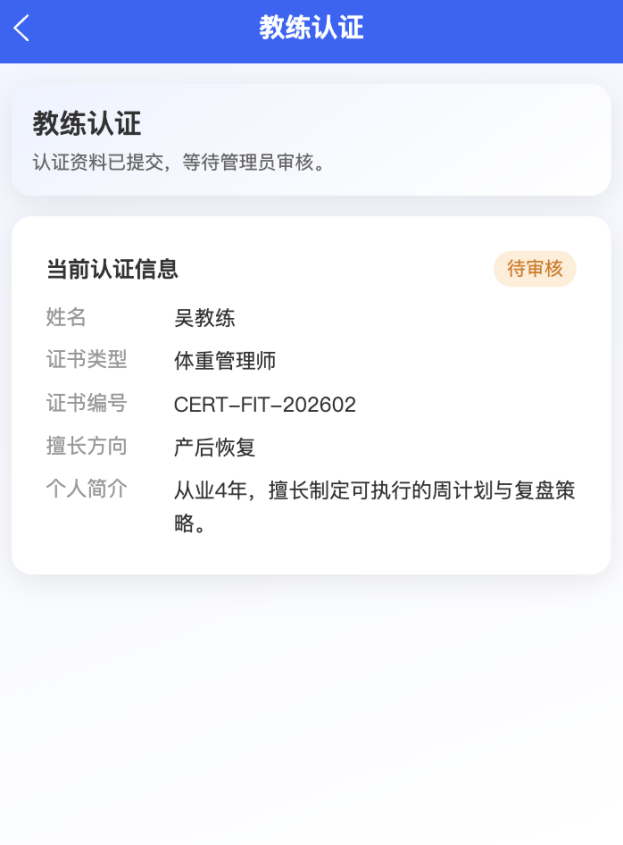 教练认证
教练认证
认证资料已提交，等待管理员审核。
当前认证信息 待审核
姓名 吴教练
证书类型 体重管理师
证书编号 CERT-FIT-202602
擅长方向 产后恢复
个人简介 从业4年，擅长制定可执行的周计划与复盘策
略。